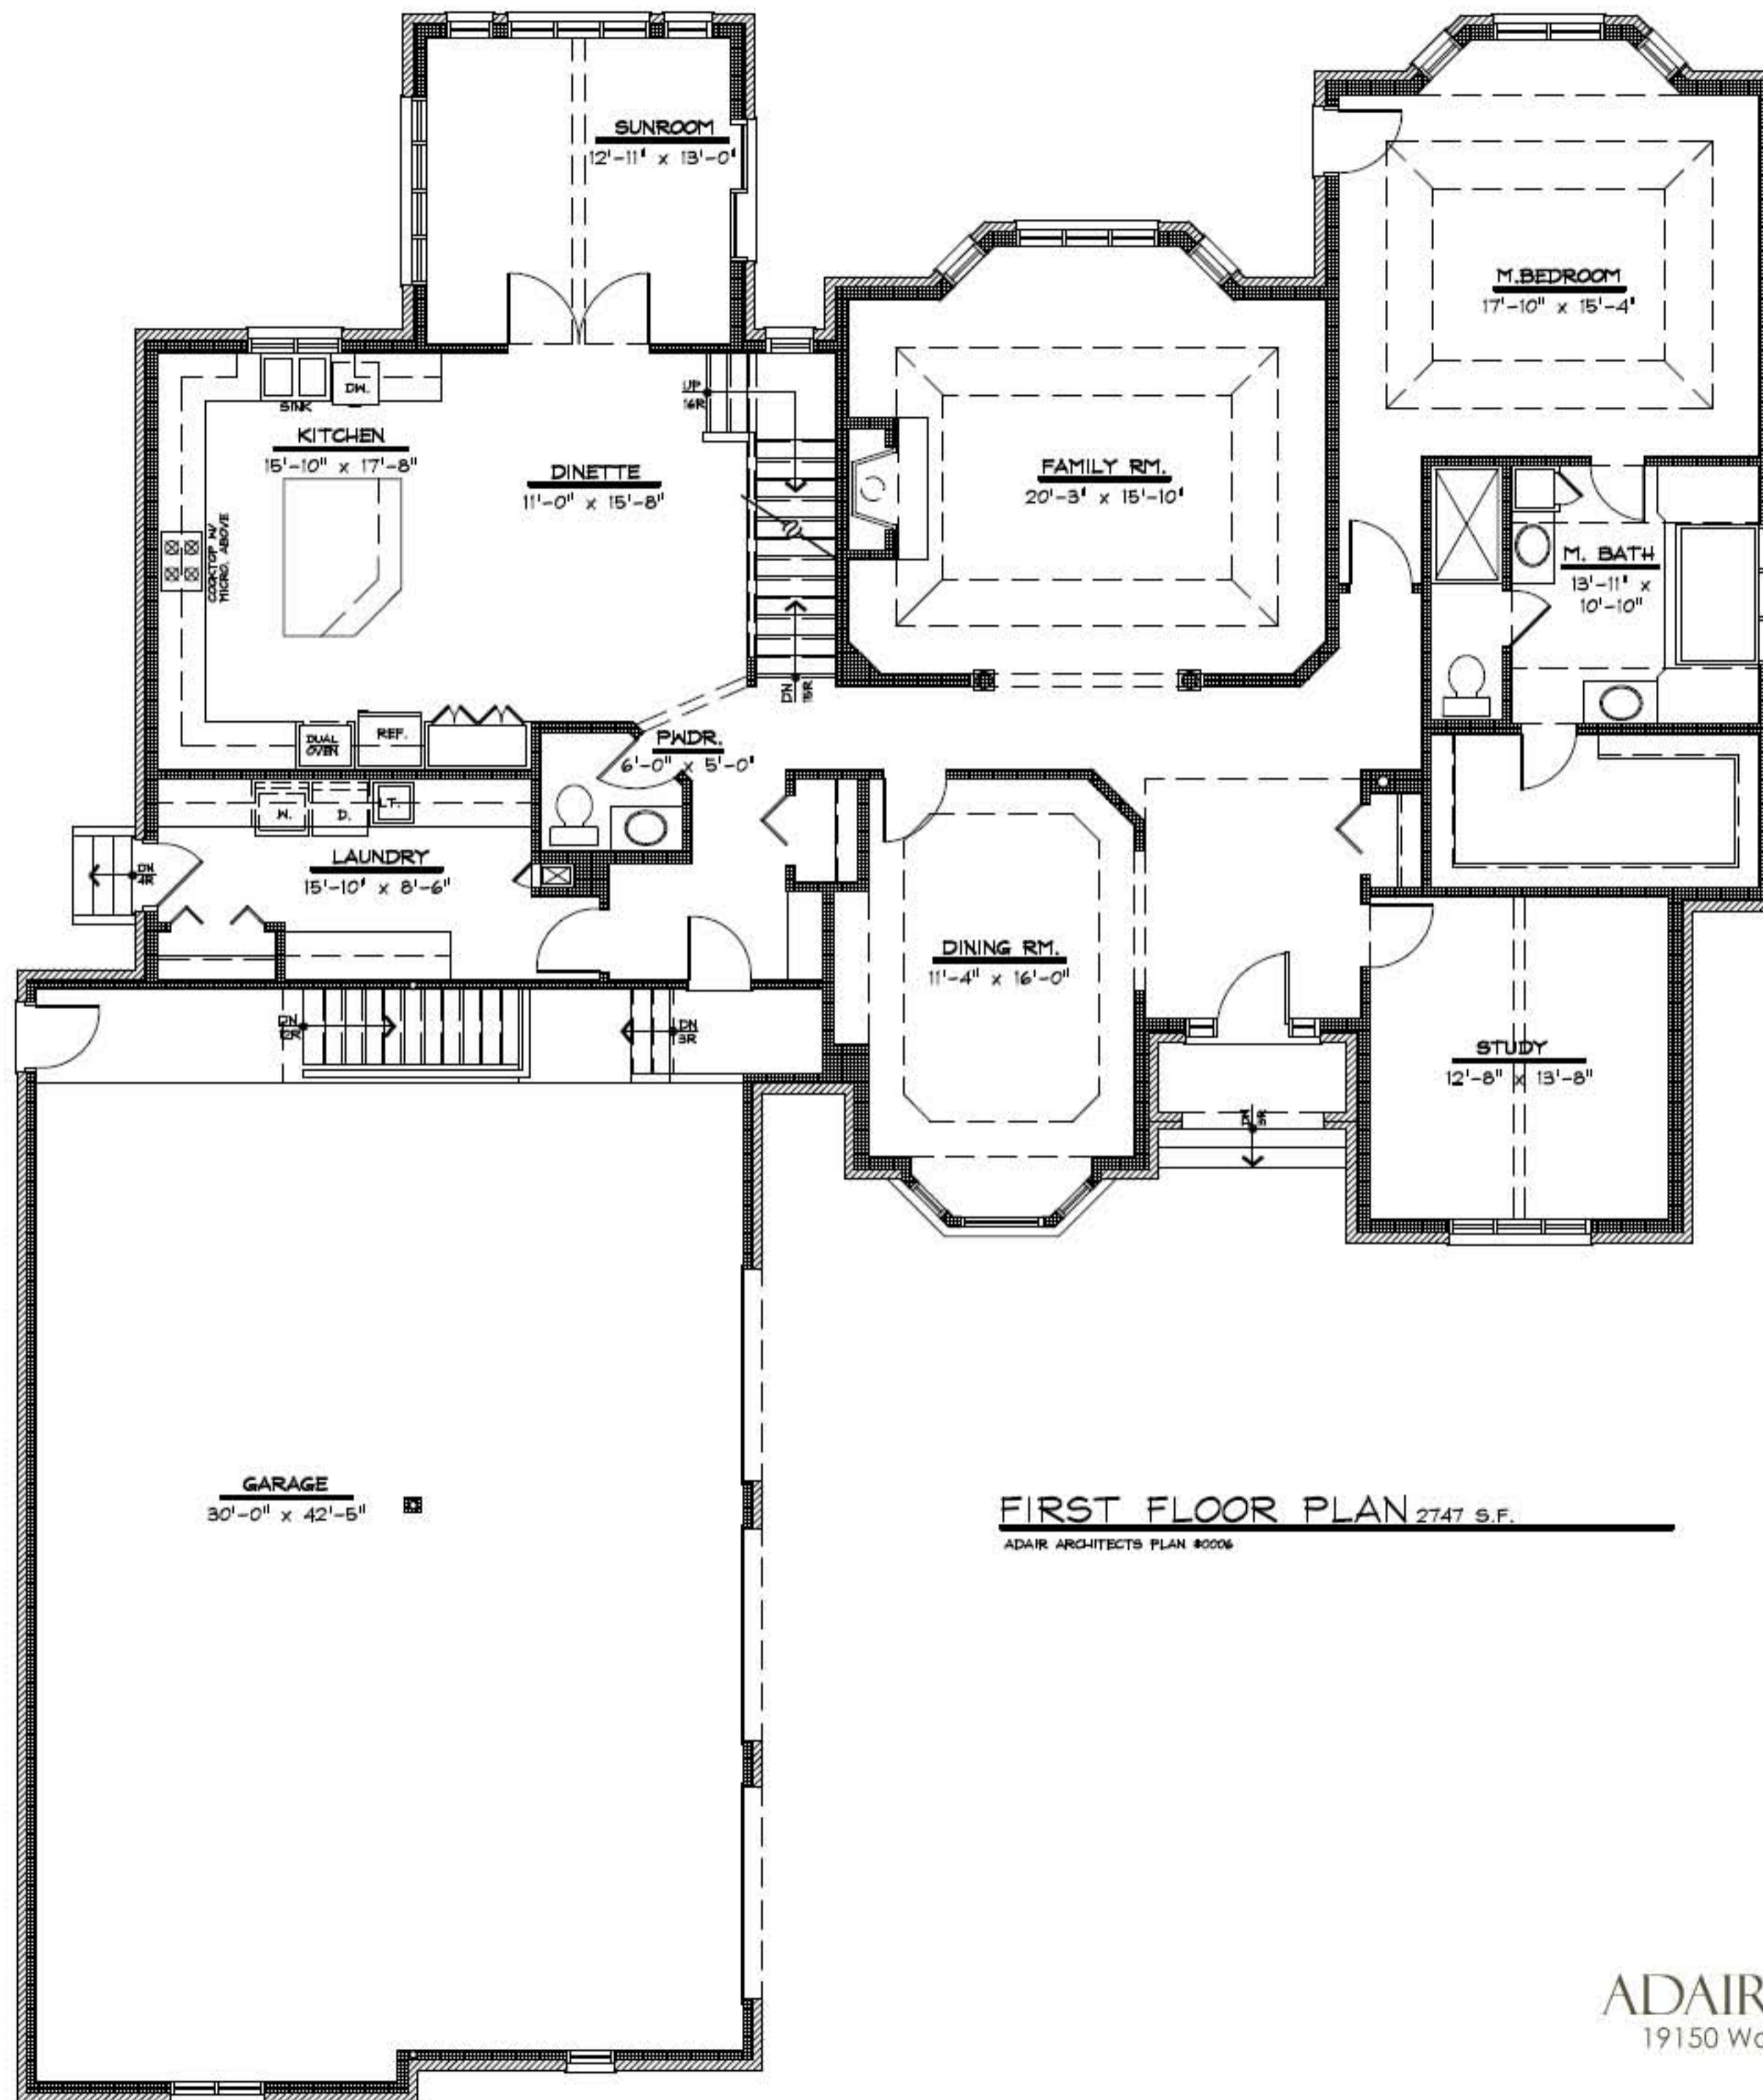 SUNROOM
12'-11" x 13'-0"
M.BEDROOM
17'-10" x 15'-4"
SINK
DW.
UP
16R
KITCHEN
15'-10" x 17'-8"
DINETTE
11'-0" x 15'-8"
FAMILY RM.
20'-3" x 15'-10"
COOKTOP W/
MICRO. ABOVE
M. BATH
13'-11" x
10'-10"
DN
15R
DUAL
OVEN
REF.
PWDR.
6'-0" x 5'-0"
W.
D.
L.T.
LAUNDRY
15'-10" x 8'-6"
DN
4R
DINING RM.
11'-4" x 16'-0"
DN
12R
DN
3R
STUDY
12'-8" x 13'-8"
DN
3R
GARAGE
30'-0" x 42'-5"
FIRST FLOOR PLAN 2747 S.F.
ADAIR ARCHITECTS PLAN #0006
ADAIR
19150